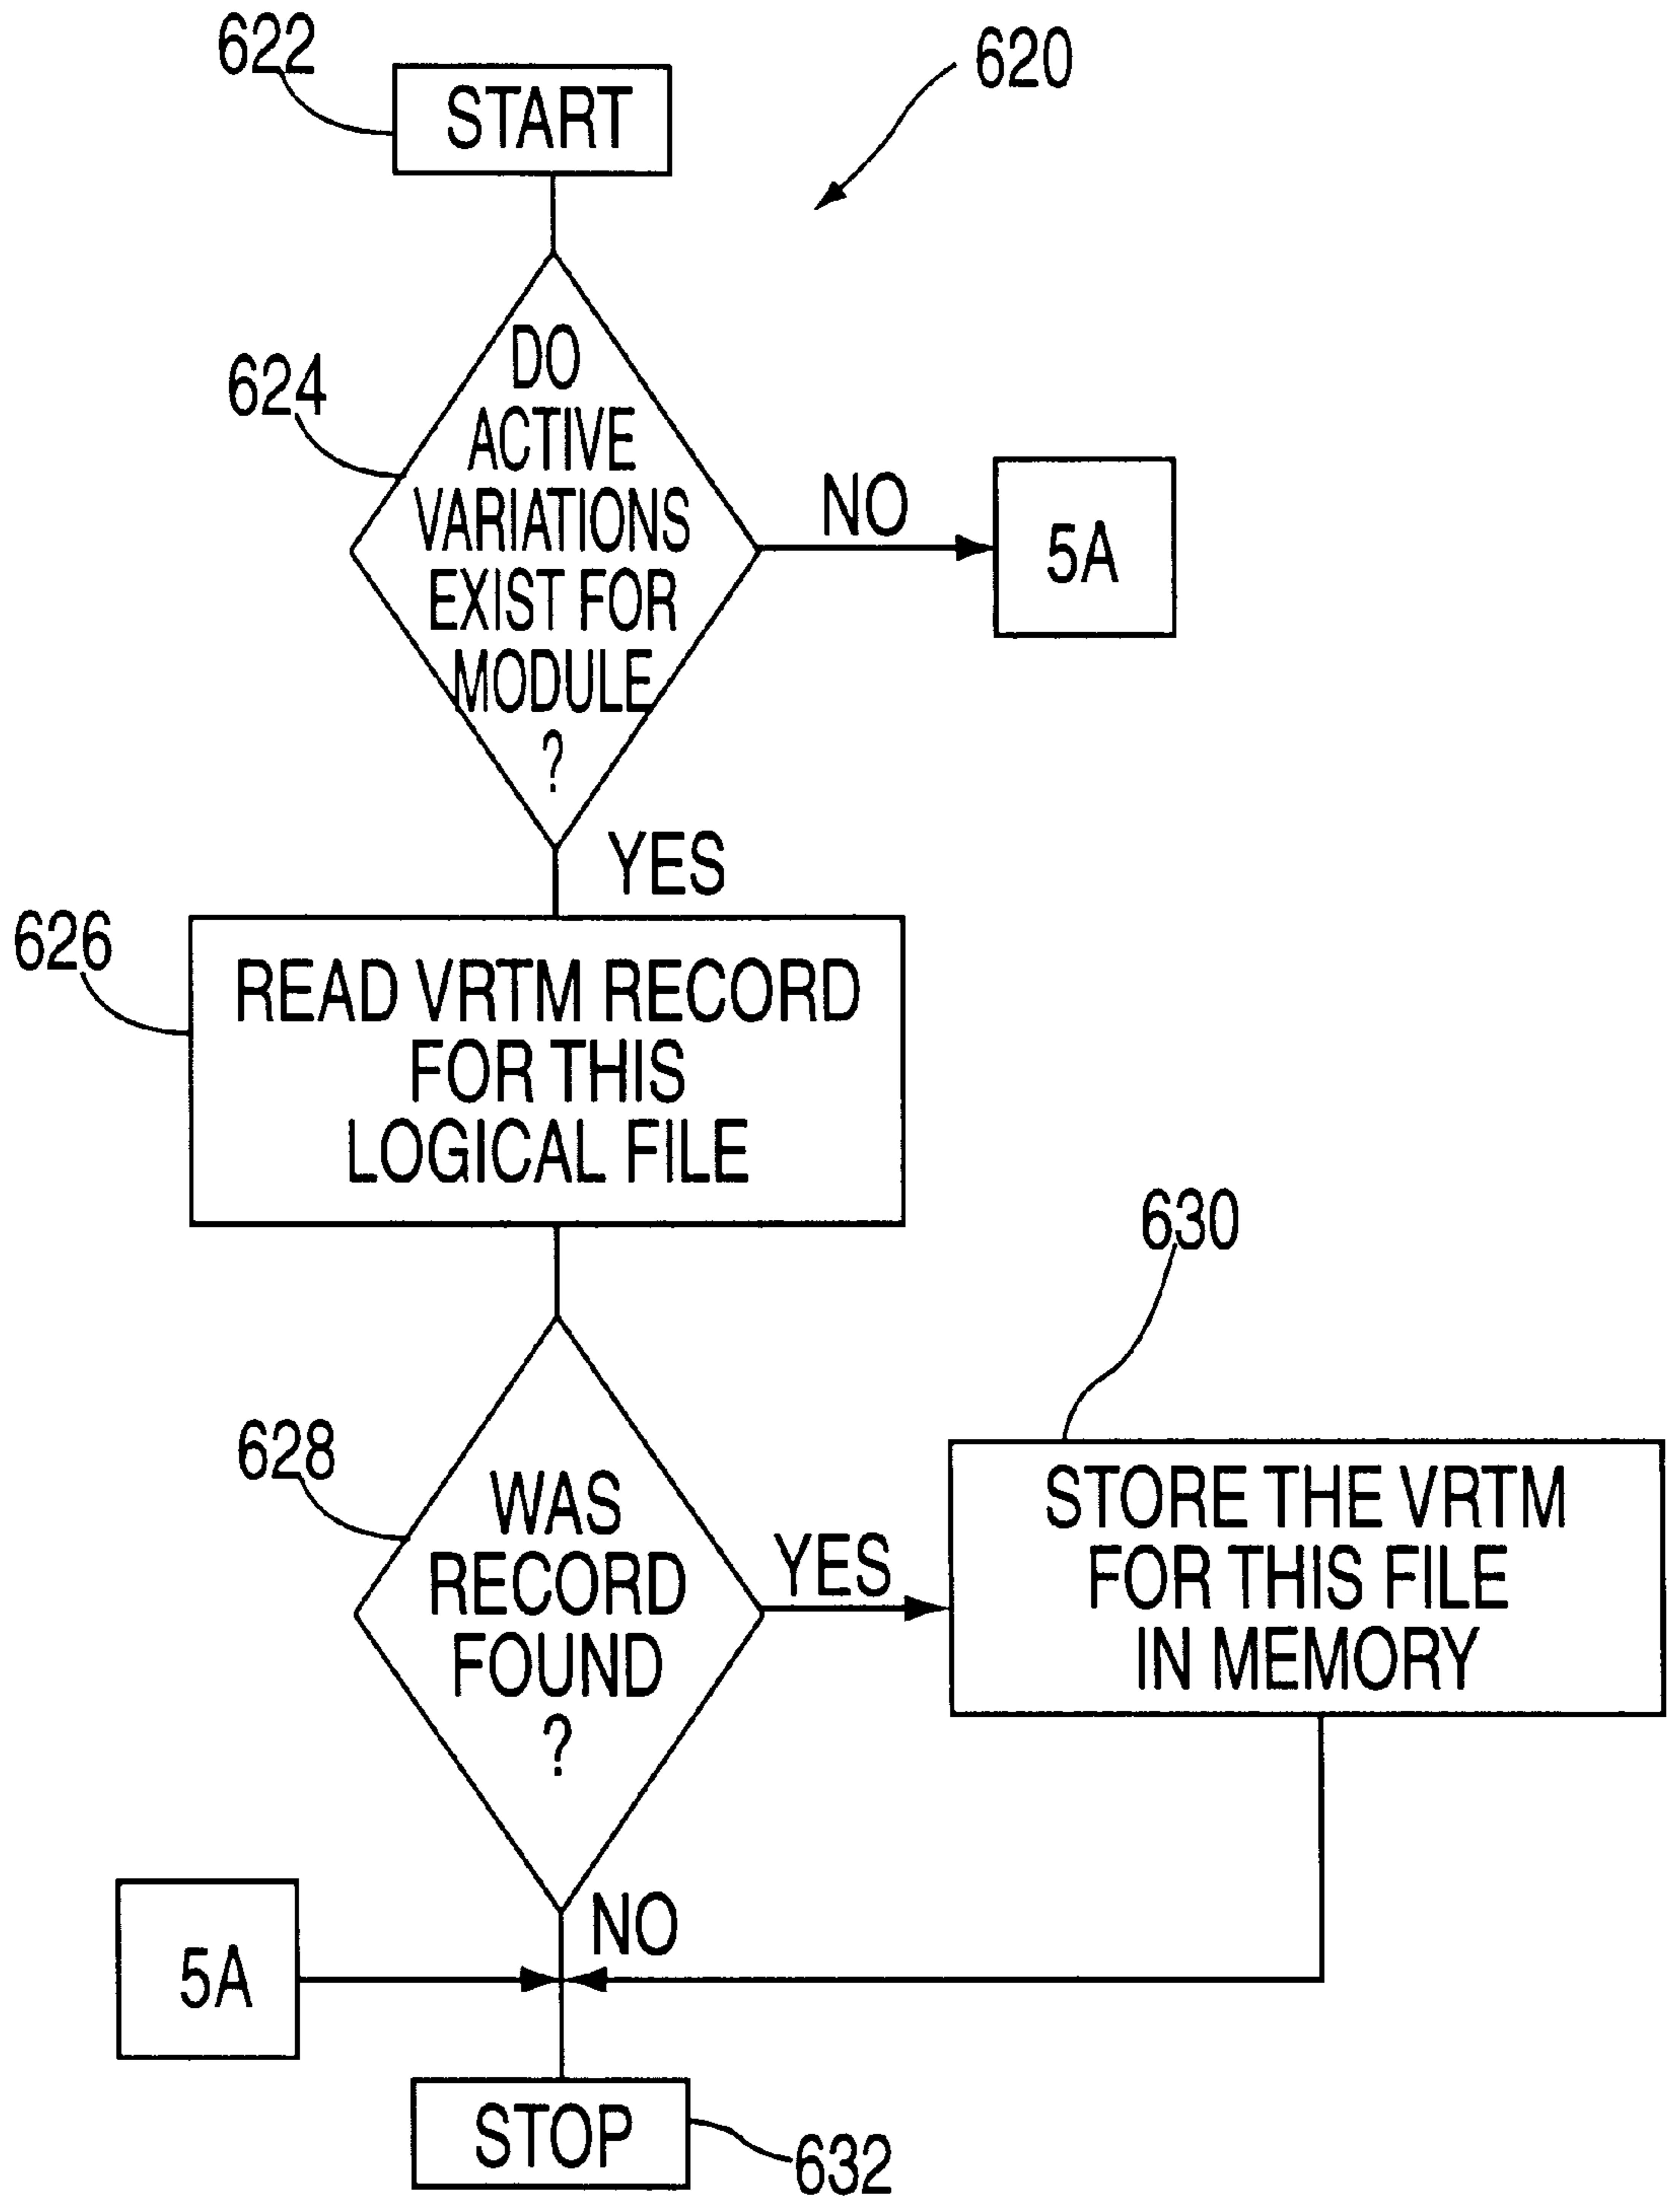 622
START
620
624
DO
ACTIVE
VARIATIONS
EXIST FOR
MODULE
?
NO
5A
YES
626
READ VRTM RECORD
FOR THIS
LOGICAL FILE
628
WAS
RECORD
FOUND
?
YES
630
STORE THE VRTM
FOR THIS FILE
IN MEMORY
NO
5A
STOP
632